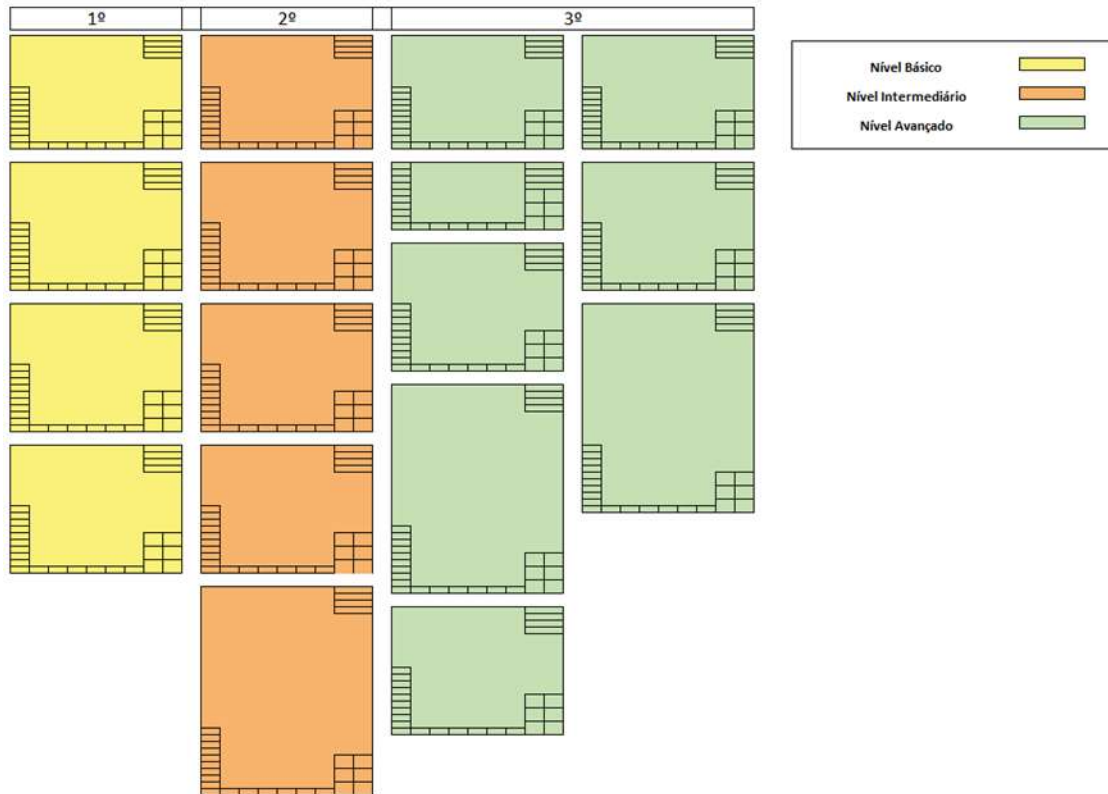 1º
2º
3º
Nível Básico
Nível Intermediário
Nível Avançado